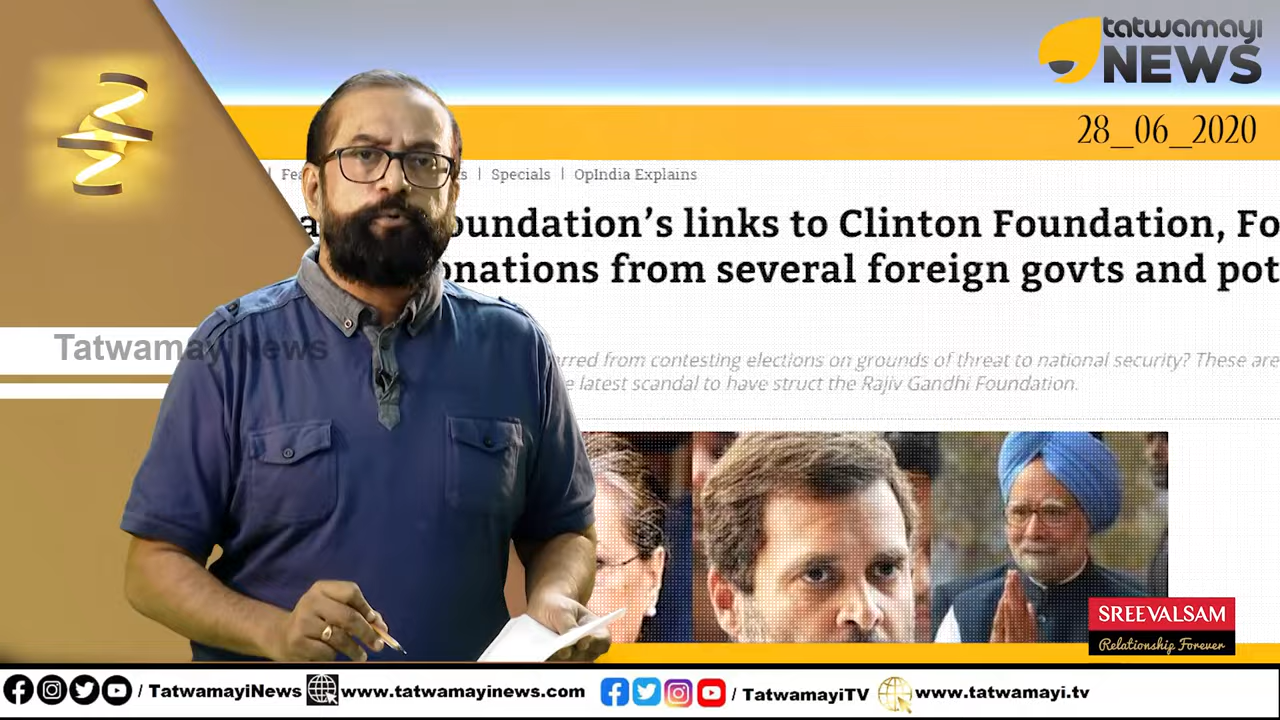 tatwamayi
NEWS
28_06_2020
Specials | OpIndia Explains
oundation's links to Clinton Foundation, Fo
onations from several foreign govts and pot
TatwamayiNews
rred from contesting elections on grounds of threat to national security? These are
e latest scandal to have struct the Rajiv Gandhi Foundation.
SREEVALSAM
Relationship Forever
/ TatwamayiNews www.tatwamayinews.com / TatwamayiTV www.tatwamayi.tv